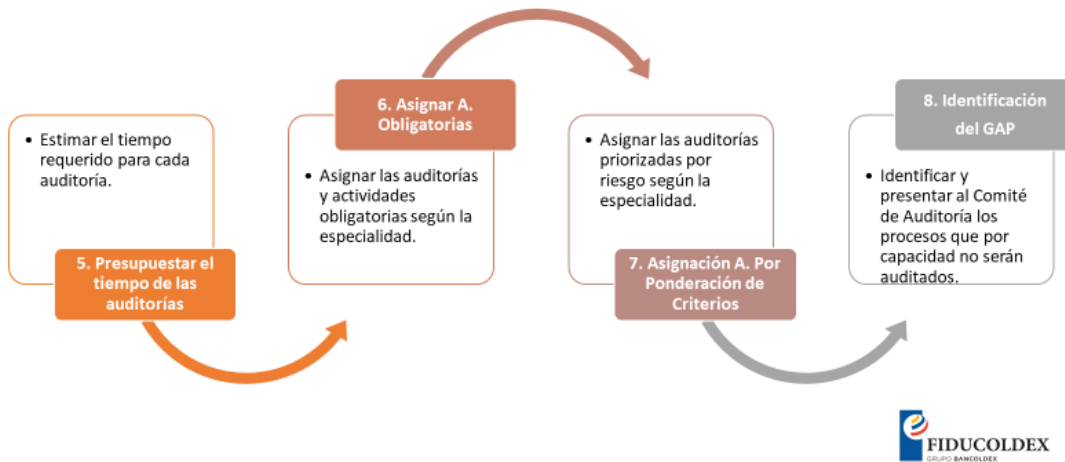 • Estimar el tiempo
requerido para cada
auditoría.
5. Presupuestar el
tiempo de las
auditorías
6. Asignar A.
Obligatorias
• Asignar las auditorías
y actividades
obligatorias según la
especialidad.
• Asignar las auditorías
priorizadas por
riesgo según la
especialidad.
7. Asignación A. Por
Ponderación de
Criterios
8. Identificación
del GAP
• Identificar y
presentar al Comité
de Auditoría los
procesos que por
capacidad no serán
auditados.
FIDUCOLDEX
GRUPO BANCOLDEX